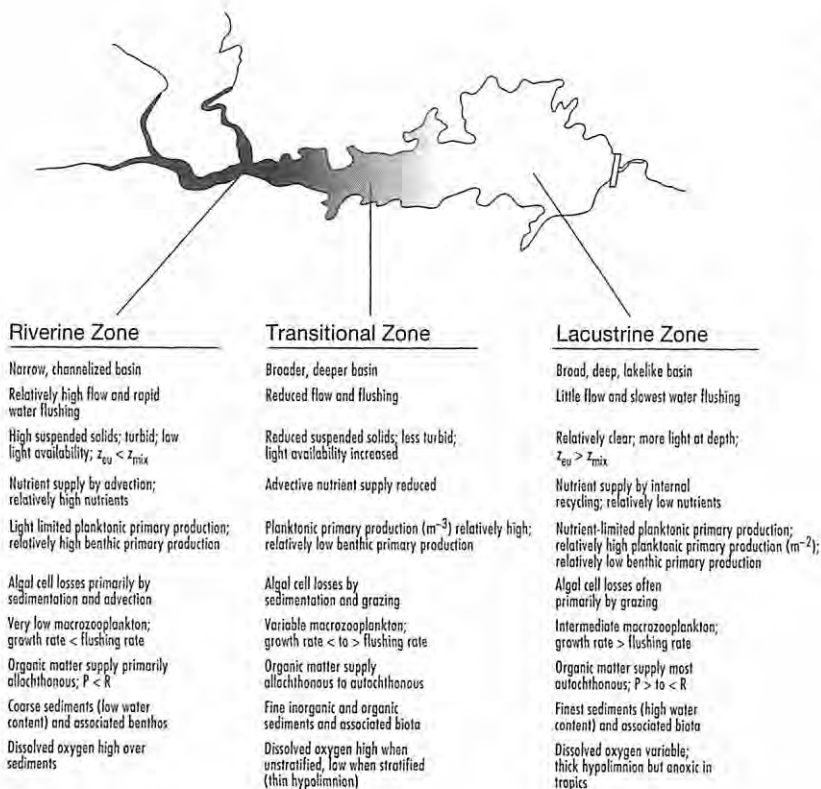 Riverine Zone
Narrow, channelized basin
Relatively high flow and rapid
water flushing
High suspended solids; turbid; low
light availability; z_eu < z_mix
Nutrient supply by advection;
relatively high nutrients
Light limited planktonic primary production;
relatively high benthic primary production
Algal cell losses primarily by
sedimentation and advection
Very low macrozooplankton;
growth rate < flushing rate
Organic matter supply primarily
allochthonous; P < R
Coarse sediments (low water
content) and associated benthos
Dissolved oxygen high over
sediments
Transitional Zone
Broader, deeper basin
Reduced flow and flushing
Reduced suspended solids; less turbid;
light availability increased
Advective nutrient supply reduced
Planktonic primary production (m⁻³) relatively high;
relatively low benthic primary production
Algal cell losses by
sedimentation and grazing
Variable macrozooplankton;
growth rate < to > flushing rate
Organic matter supply
allochthonous to autochthonous
Fine inorganic and organic
sediments and associated biota
Dissolved oxygen high when
unstratified, low when stratified
(thin hypolimnion)
Lacustrine Zone
Broad, deep, lakelike basin
Little flow and slowest water flushing
Relatively clear; more light at depth;
z_eu > z_mix
Nutrient supply by internal
recycling; relatively low nutrients
Nutrient-limited planktonic primary production;
relatively high planktonic primary production (m⁻²);
relatively low benthic primary production
Algal cell losses often
primarily by grazing
Intermediate macrozooplankton;
growth rate > flushing rate
Organic matter supply most
autochthonous; P > to < R
Finest sediments (high water
content) and associated biota
Dissolved oxygen variable;
thick hypolimnion but anoxic in
tropics